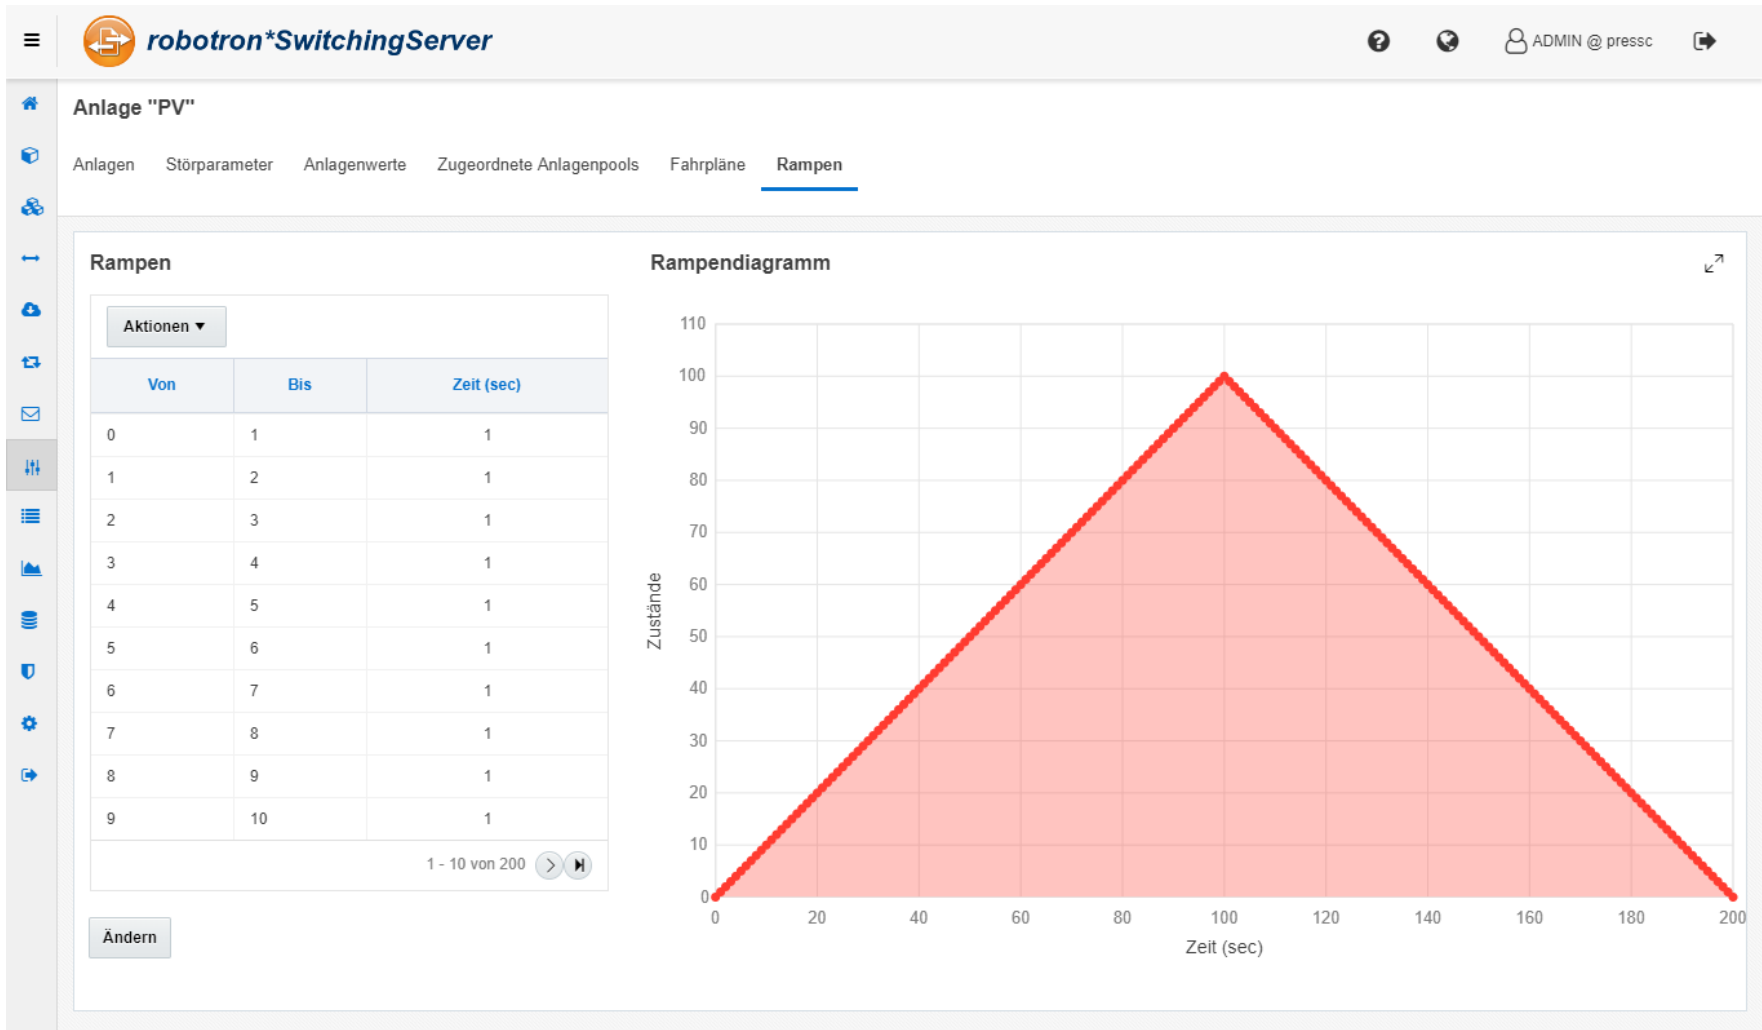 robotron*SwitchingServer
ADMIN @ pressc
Anlage "PV"
Anlagen Störparameter Anlagenwerte Zugeordnete Anlagenpools Fahrpläne Rampen
Rampen
Aktionen
Von Bis Zeit (sec)
0 1 1
1 2 1
2 3 1
3 4 1
4 5 1
5 6 1
6 7 1
7 8 1
8 9 1
9 10 1
1 - 10 von 200
Ändern
Rampendiagramm
110
100
90
80
70
60
50
40
30
20
10
0
Zustände
0 20 40 60 80 100 120 140 160 180 200
Zeit (sec)